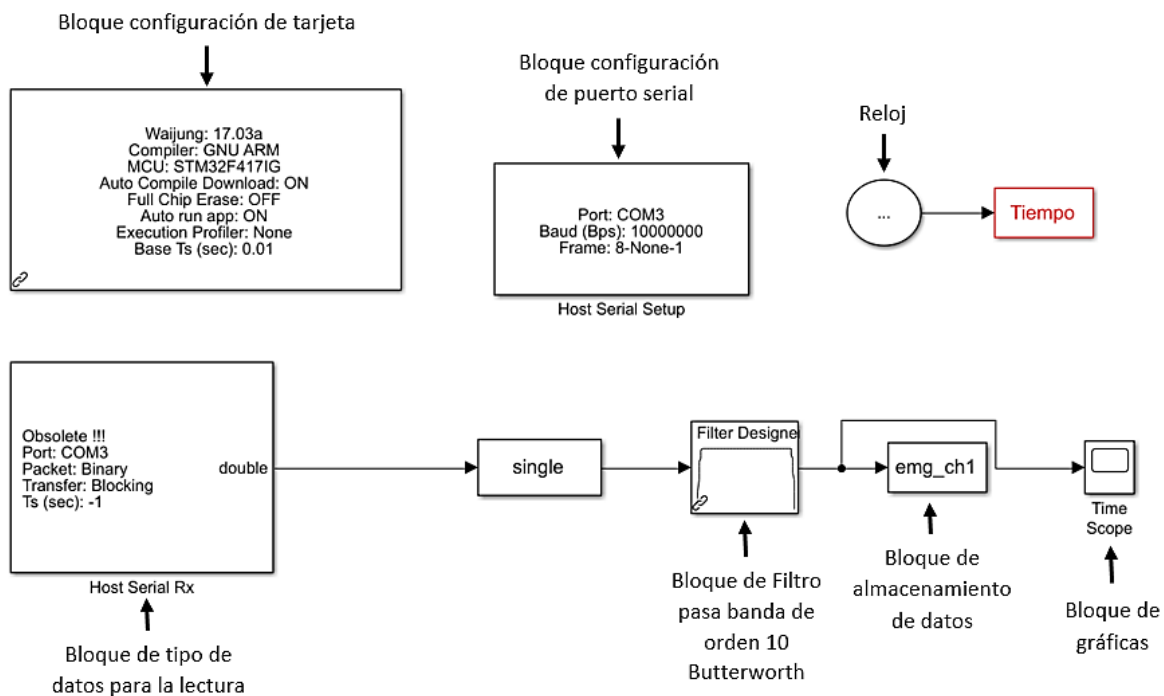 Bloque configuración de tarjeta
Waijung: 17.03a
Compiler: GNU ARM
MCU: STM32F417IG
Auto Compile Download: ON
Full Chip Erase: OFF
Auto run app: ON
Execution Profiler: None
Base Ts (sec): 0.01
Bloque configuración
de puerto serial
Port: COM3
Baud (Bps): 10000000
Frame: 8-None-1
Host Serial Setup
Reloj
...
Tiempo
Obsolete !!!
Port: COM3
Packet: Binary
Transfer: Blocking
Ts (sec): -1
double
Host Serial Rx
Bloque de tipo de
datos para la lectura
single
Filter Designe
Bloque de Filtro
pasa banda de
orden 10
Butterworth
emg_ch1
Bloque de
almacenamiento
de datos
Time
Scope
Bloque de
gráficas